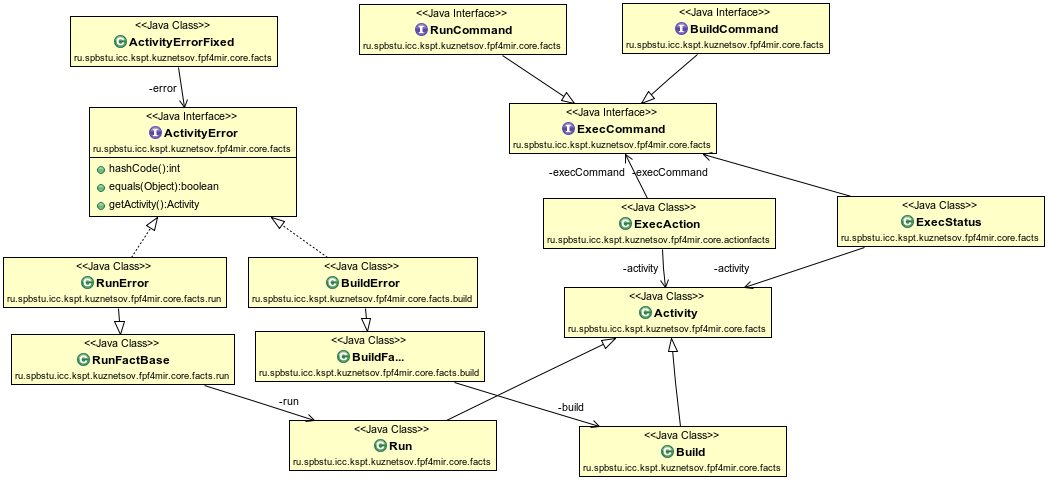 <<Java Class>>
ActivityErrorFixed
ru.spbstu.icc.kspt.kuznetsov.fpf4mir.core.facts
<<Java Interface>>
RunCommand
ru.spbstu.icc.kspt.kuznetsov.fpf4mir.core.facts
<<Java Interface>>
BuildCommand
ru.spbstu.icc.kspt.kuznetsov.fpf4mir.core.facts
-error
<<Java Interface>>
ActivityError
ru.spbstu.icc.kspt.kuznetsov.fpf4mir.core.facts
hashCode():int
equals(Object):boolean
getActivity():Activity
<<Java Interface>>
ExecCommand
ru.spbstu.icc.kspt.kuznetsov.fpf4mir.core.facts
-execCommand
-execCommand
<<Java Class>>
ExecAction
ru.spbstu.icc.kspt.kuznetsov.fpf4mir.core.actionfacts
<<Java Class>>
ExecStatus
ru.spbstu.icc.kspt.kuznetsov.fpf4mir.core.facts
<<Java Class>>
RunError
ru.spbstu.icc.kspt.kuznetsov.fpf4mir.core.facts.run
<<Java Class>>
BuildError
ru.spbstu.icc.kspt.kuznetsov.fpf4mir.core.facts.build
-activity
-activity
<<Java Class>>
Activity
ru.spbstu.icc.kspt.kuznetsov.fpf4mir.core.facts
<<Java Class>>
RunFactBase
ru.spbstu.icc.kspt.kuznetsov.fpf4mir.core.facts.run
<<Java Class>>
BuildFa...
ru.spbstu.icc.kspt.kuznetsov.fpf4mir.core.facts.build
-run
-build
<<Java Class>>
Run
ru.spbstu.icc.kspt.kuznetsov.fpf4mir.core.facts
<<Java Class>>
Build
ru.spbstu.icc.kspt.kuznetsov.fpf4mir.core.facts